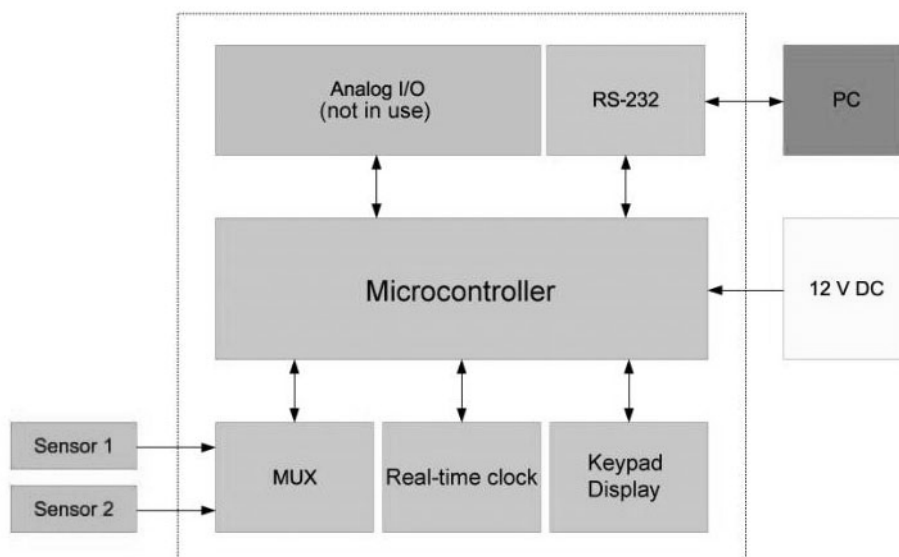 Analog I/O
(not in use)
RS-232
PC
Microcontroller
12 V DC
Sensor 1
Sensor 2
MUX
Real-time clock
Keypad
Display